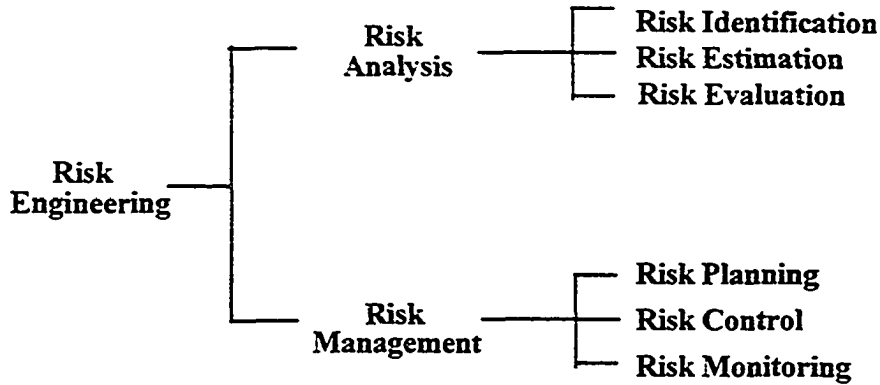 Risk
Engineering
Risk
Analysis
Risk Identification
Risk Estimation
Risk Evaluation
Risk
Management
Risk Planning
Risk Control
Risk Monitoring